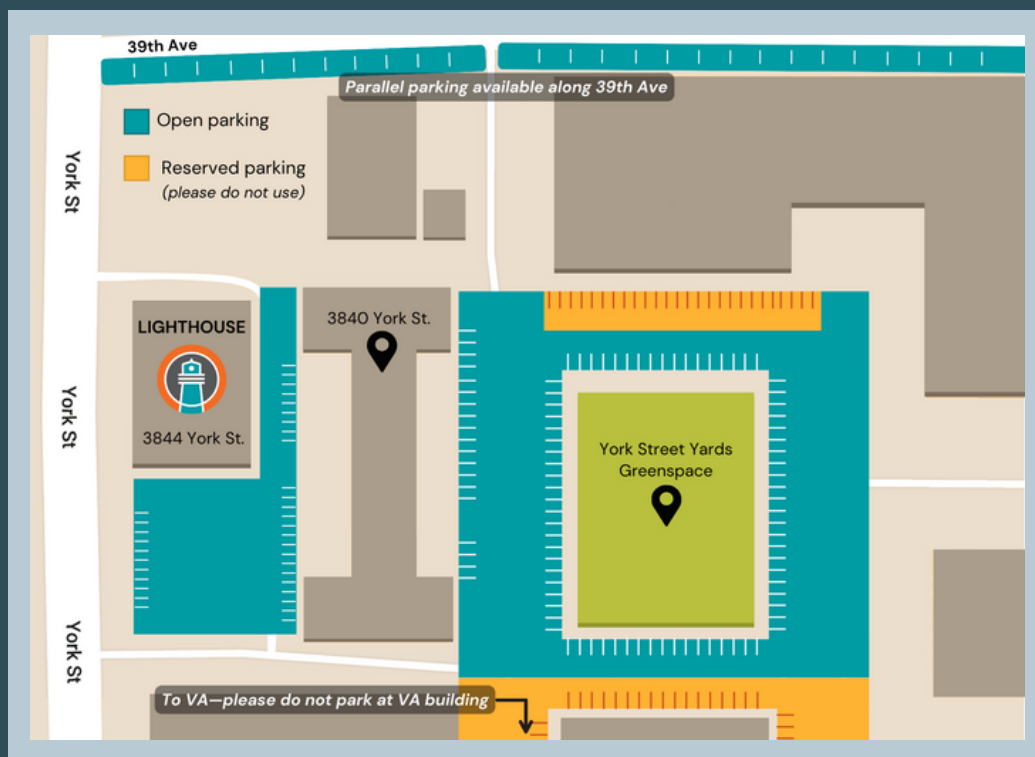 39th Ave
Parallel parking available along 39th Ave
Open parking
Reserved parking
(please do not use)
York St
LIGHTHOUSE
3844 York St.
3840 York St.
York St
York Street Yards
Greenspace
York St
To VA—please do not park at VA building